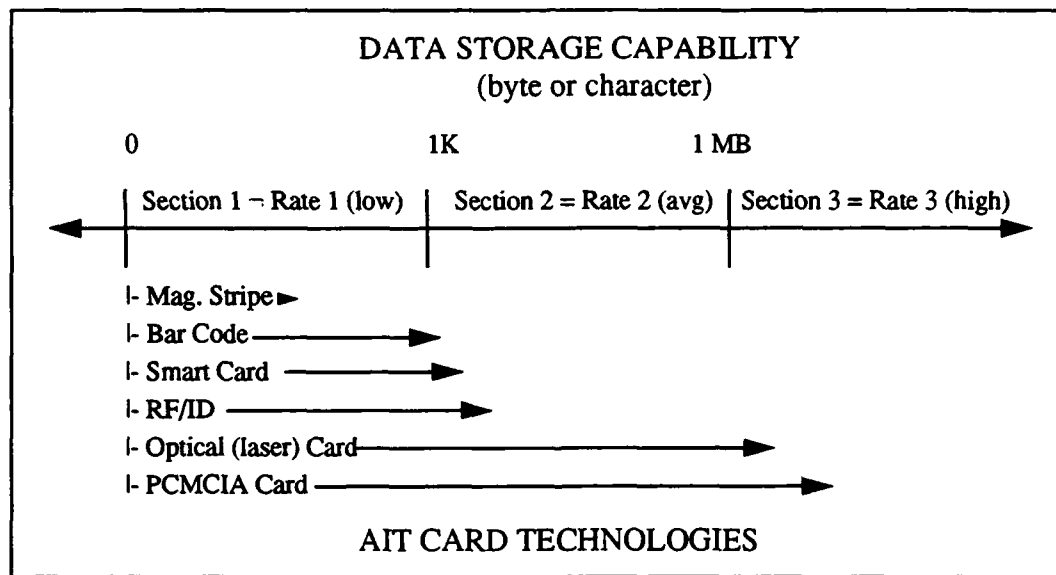 DATA STORAGE CAPABILITY
(byte or character)
0 1K 1 MB
Section 1 = Rate 1 (low) Section 2 = Rate 2 (avg) Section 3 = Rate 3 (high)
Mag. Stripe
Bar Code
Smart Card
RF/ID
Optical (laser) Card
PCMCIA Card
AIT CARD TECHNOLOGIES